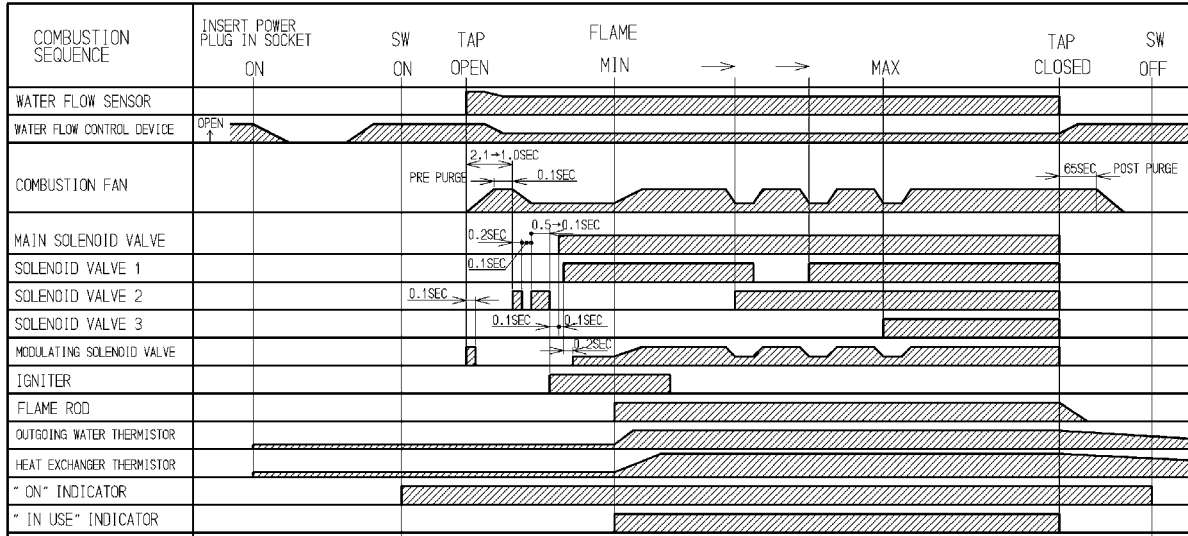 COMBUSTION SEQUENCE
INSERT POWER PLUG IN SOCKET
ON
SW ON
TAP OPEN
FLAME
MIN
→ →
MAX
TAP CLOSED
SW OFF
WATER FLOW SENSOR
WATER FLOW CONTROL DEVICE
OPEN ↑
COMBUSTION FAN
2.1→1.0SEC
PRE PURGE
0.1SEC
65SEC
POST PURGE
MAIN SOLENOID VALVE
0.2SEC
0.5→0.1SEC
0.1SEC
SOLENOID VALVE 1
SOLENOID VALVE 2
0.1SEC
SOLENOID VALVE 3
0.1SEC
0.1SEC
MODULATING SOLENOID VALVE
0.2SEC
IGNITER
FLAME ROD
OUTGOING WATER THERMISTOR
HEAT EXCHANGER THERMISTOR
" ON" INDICATOR
" IN USE" INDICATOR